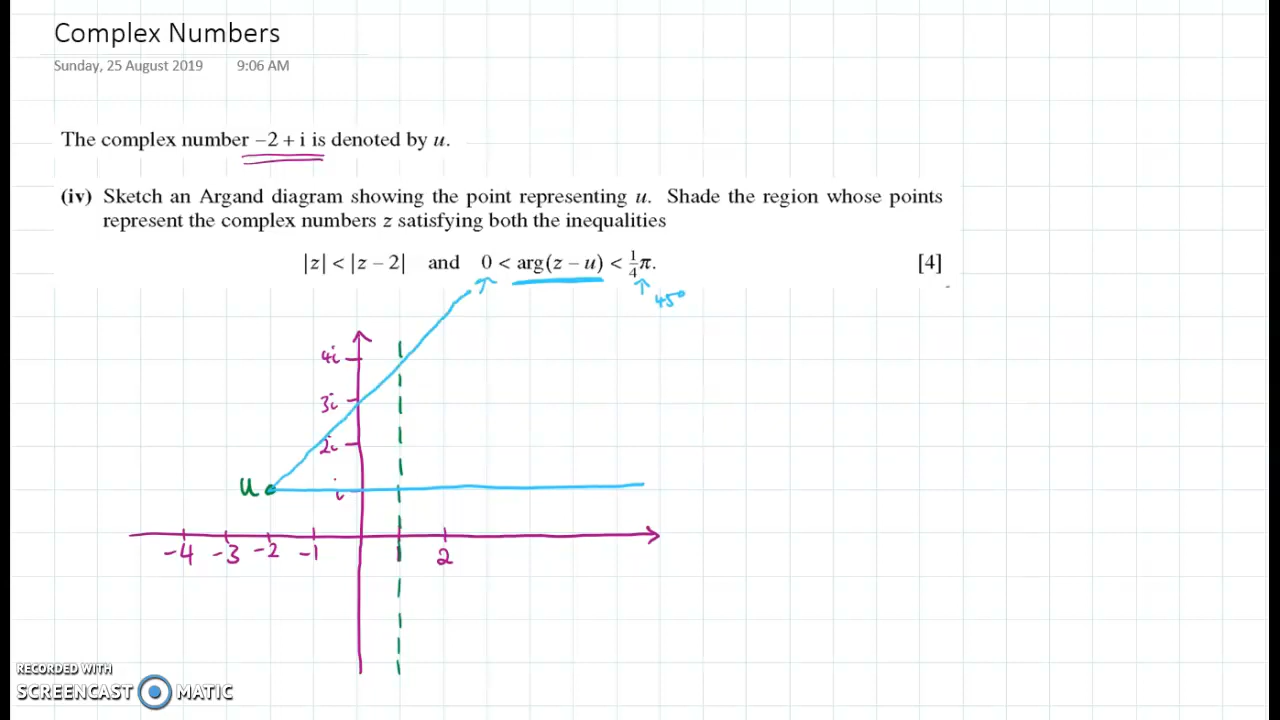 Complex Numbers
Sunday, 25 August 2019 9:06 AM
The complex number −2 + i is denoted by u.
(iv) Sketch an Argand diagram showing the point representing u. Shade the region whose points
represent the complex numbers z satisfying both the inequalities
|z| < |z − 2| and 0 < arg(z − u) < 1/4 π. [4]
45°
4i
3i
2i
u i
-4 -3 -2 -1 1 2
RECORDED WITH
SCREENCAST MATIC